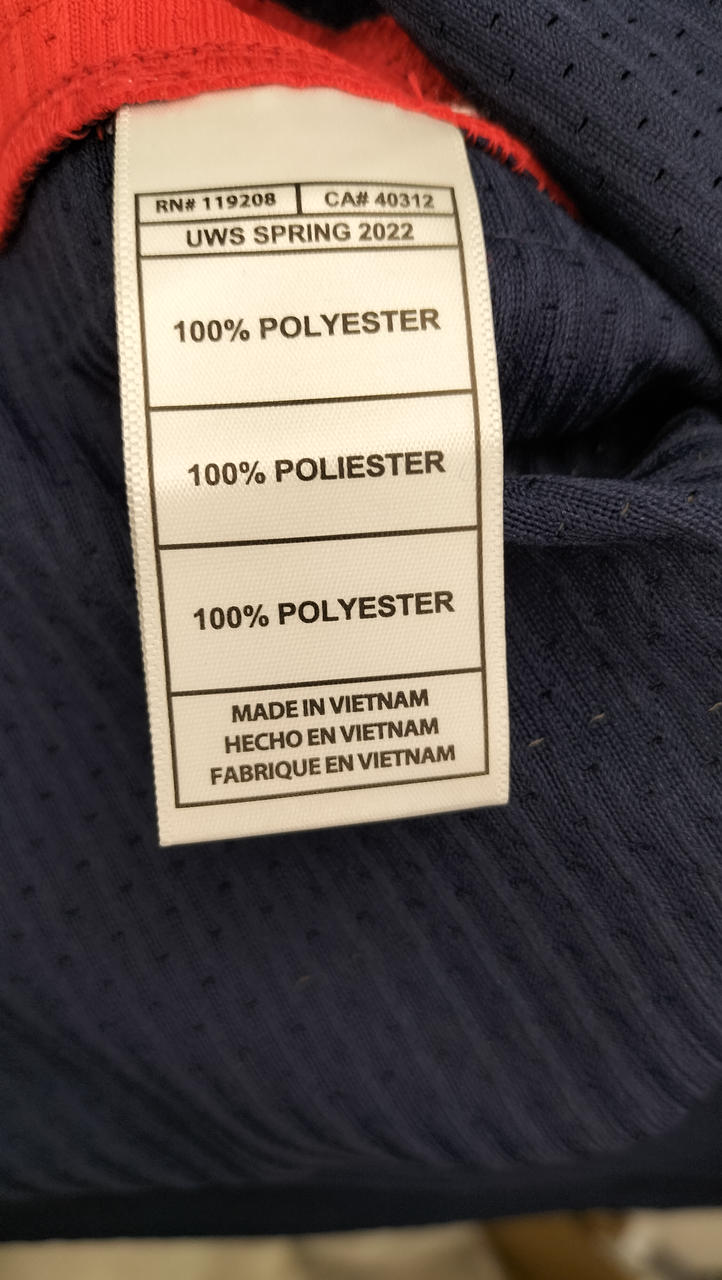 RN# 119208 CA# 40312
UWS SPRING 2022
100% POLYESTER
100% POLIESTER
100% POLYESTER
MADE IN VIETNAM
HECHO EN VIETNAM
FABRIQUE EN VIETNAM